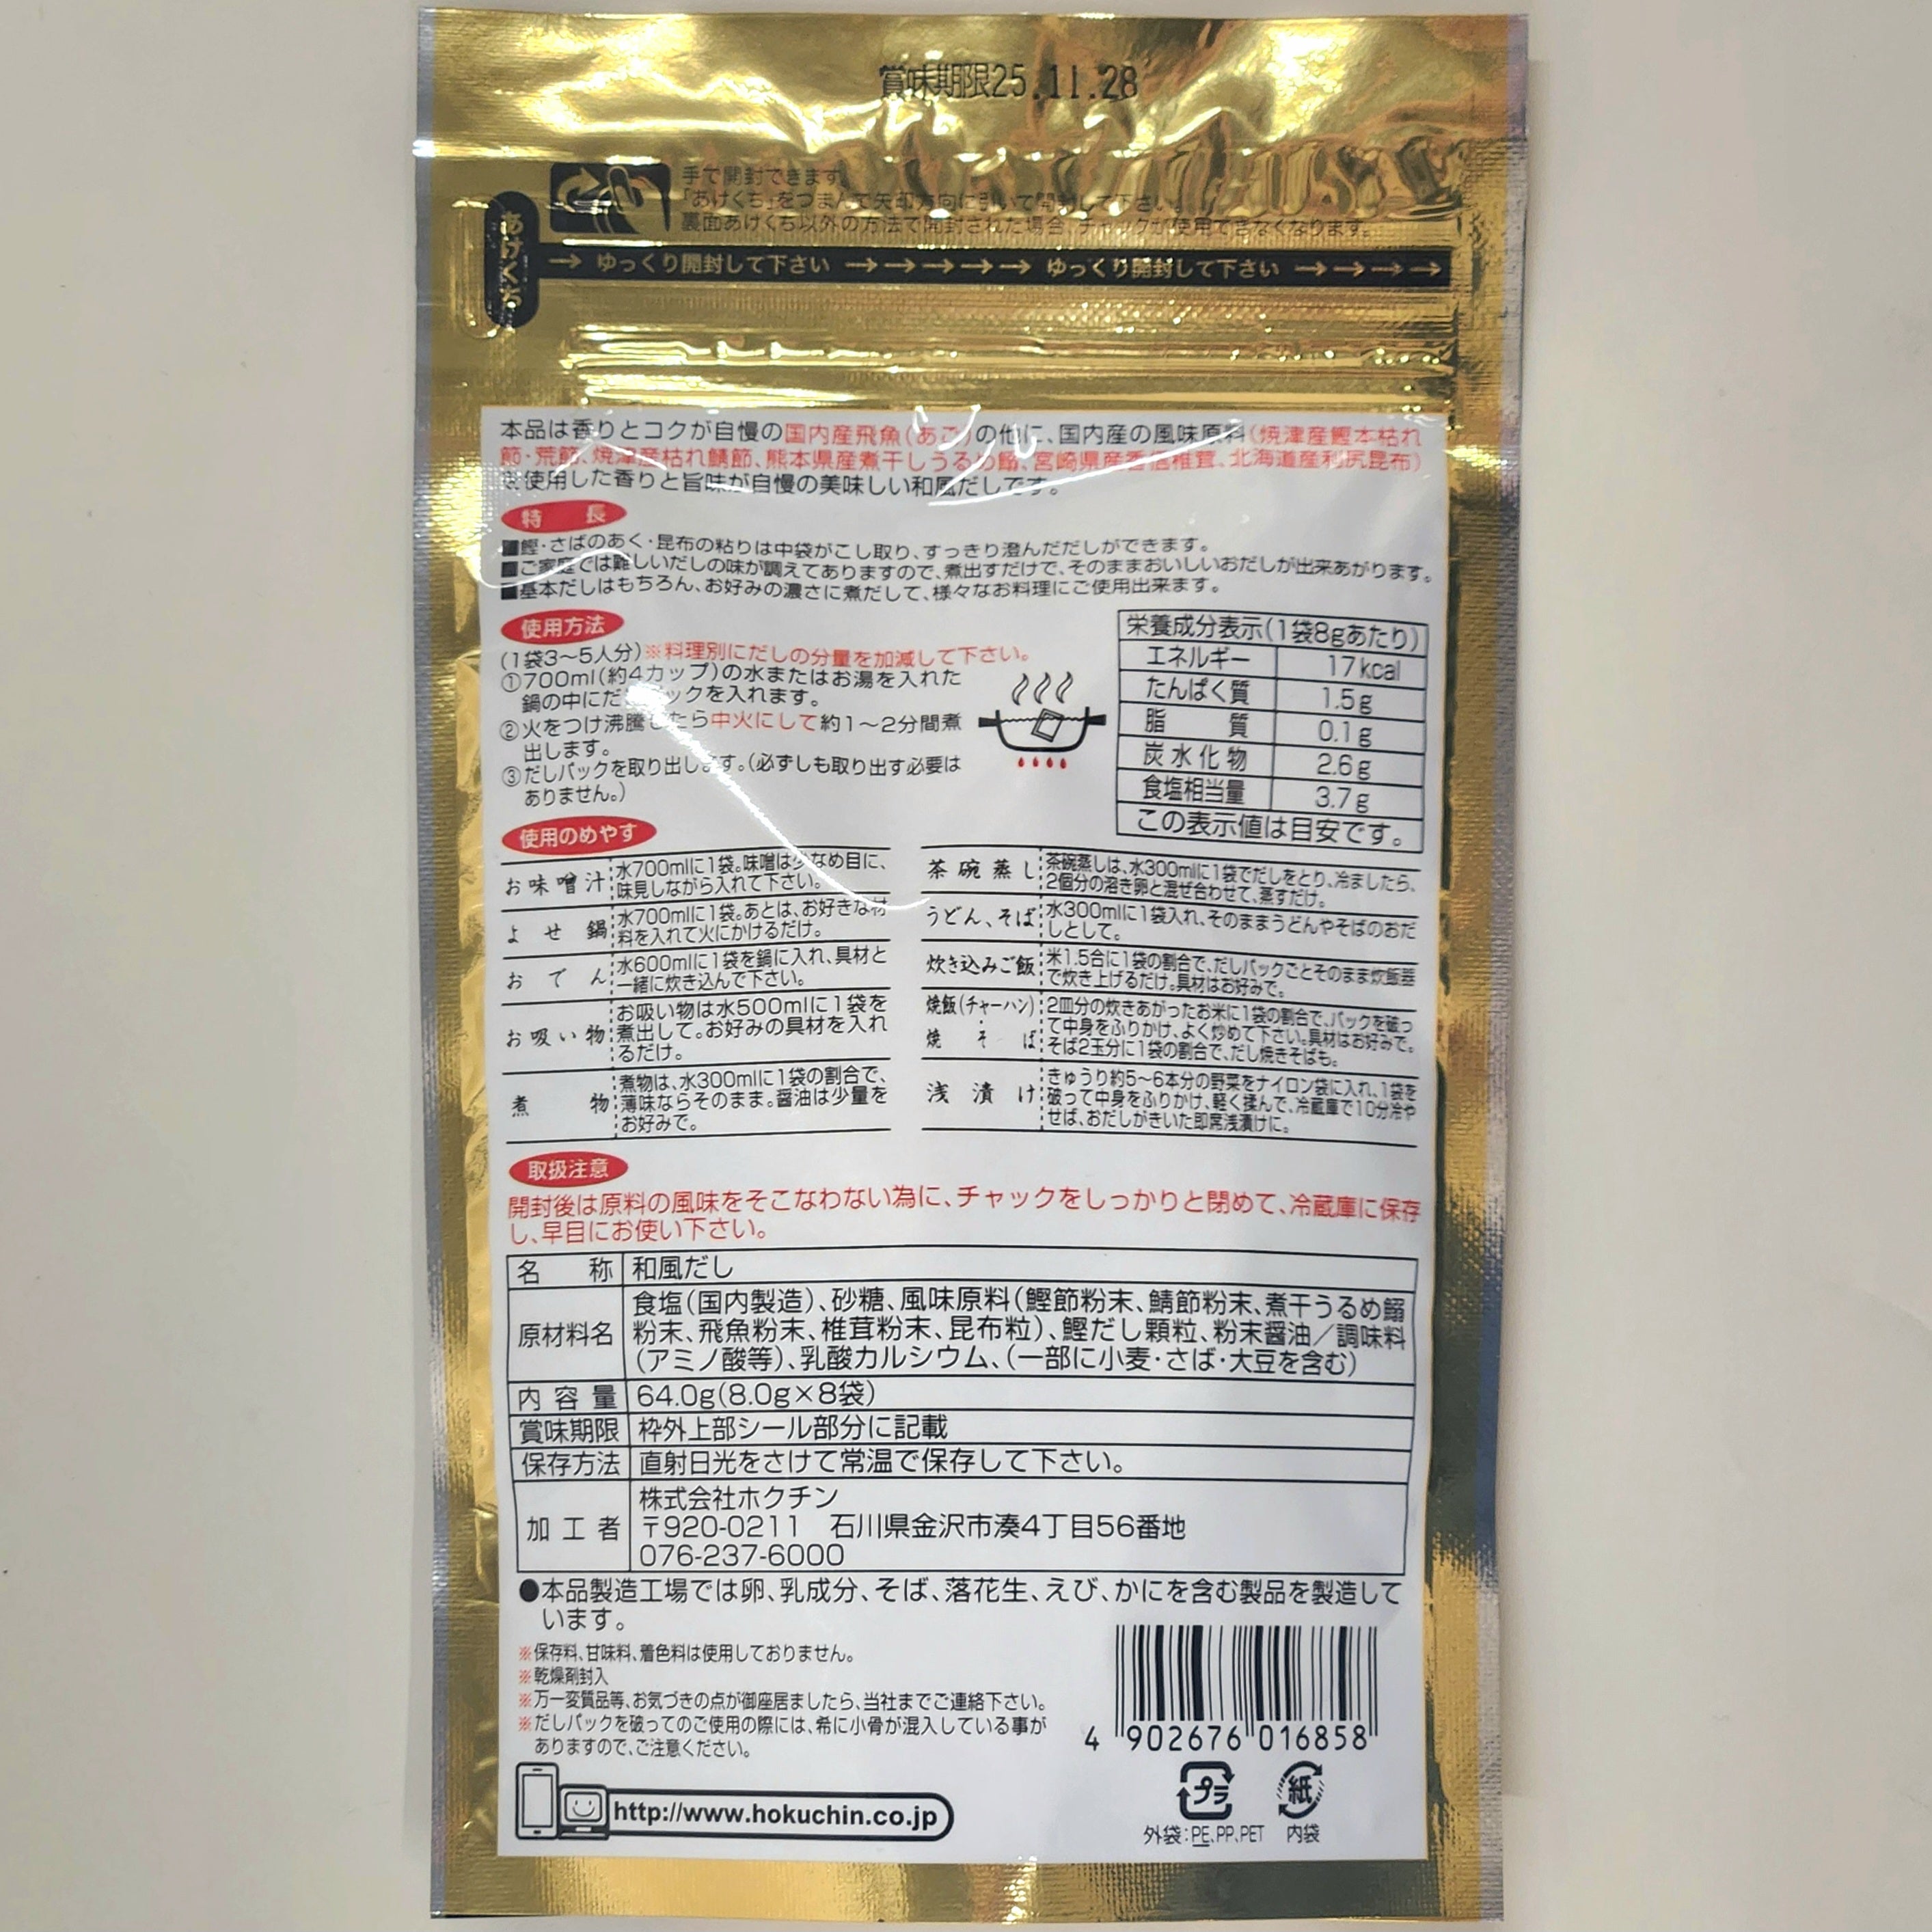 賞味期限25.11.28
手で開封できます。
「あけくち」をつまんで矢印方向に引いて開封して下さい。
裏面あけくち以外の方法で開封された場合、チャックが使用できなくなります。
あけくち
→ ゆっくり開封して下さい →→→→→ ゆっくり開封して下さい →→→→
本品は香りとコクが自慢の国内産飛魚(あご)の他に、国内産の風味原料(焼津産鰹本枯れ
節・荒節、焼津産枯れ鯖節、熊本県産煮干しうるめ鰯、宮崎県産香信椎茸、北海道産利尻昆布)
を使用した香りと旨味が自慢の美味しい和風だしです。
特 長
■鰹・さばのあく・昆布の粘りは中袋がこし取り、すっきり澄んだだしができます。
■ご家庭では難しいだしの味が調えてありますので、煮出すだけで、そのままおいしいおだしが出来あがります。
■基本だしはもちろん、お好みの濃さに煮だして、様々なお料理にご使用出来ます。
使用方法
(1袋3～5人分)※料理別にだしの分量を加減して下さい。
①700ml(約4カップ)の水またはお湯を入れた
鍋の中にだ ックを入れます。
②火をつけ沸騰したら中火にして約1～2分間煮
出します。
③だしパックを取り出します。(必ずしも取り出す必要は
ありません。)
栄養成分表示(1袋8gあたり)
エネルギー 17kcal
たんぱく質 1.5g
脂 質 0.1g
炭水化物 2.6g
食塩相当量 3.7g
この表示値は目安です。
使用のめやす
お味噌汁 水700mlに1袋。味噌は少なめ目に、
味見しながら入れて下さい。
よせ鍋 水700mlに1袋。あとは、お好きな材
料を入れて火にかけるだけ。
おでん 水600mlに1袋を鍋に入れ、具材と
一緒に炊き込んで下さい。
お吸い物 お吸い物は水500mlに1袋を
煮出して。お好みの具材を入れ
るだけ。
煮物 煮物は、水300mlに1袋の割合で、
薄味ならそのまま。醤油は少量を
お好みで。
茶碗蒸し 茶碗蒸しは、水300mlに1袋でだしをとり、冷ましたら、
2個分の溶き卵と混ぜ合わせて、蒸すだけ。
うどん、そば 水300mlに1袋入れ、そのままうどんやそばのおだ
しとして。
炊き込みご飯 米1.5合に1袋の割合で、だしパックごとそのまま炊飯器
で炊き上げるだけ。具材はお好みで。
焼飯(チャーハン)・焼そば 2皿分の炊きあがったお米に1袋の割合で、パックを破っ
て中身をふりかけ、よく炒めて下さい。具材はお好みで。
そば2玉分に1袋の割合で、だし焼きそばも。
浅漬け きゅうり約5～6本分の野菜をナイロン袋に入れ、1袋を
破って中身をふりかけ、軽く揉んで、冷蔵庫で10分冷や
せば、おだしがきいた即席浅漬けに。
取扱注意
開封後は原料の風味をそこなわない為に、チャックをしっかりと閉めて、冷蔵庫に保存
し、早目にお使い下さい。
名 称 和風だし
原材料名 食塩(国内製造)、砂糖、風味原料(鰹節粉末、鯖節粉末、煮干うるめ鰯
粉末、飛魚粉末、椎茸粉末、昆布粒)、鰹だし顆粒、粉末醤油／調味料
(アミノ酸等)、乳酸カルシウム、(一部に小麦・さば・大豆を含む)
内容量 64.0g(8.0g×8袋)
賞味期限 枠外上部シール部分に記載
保存方法 直射日光をさけて常温で保存して下さい。
加工者 株式会社ホクチン
〒920-0211 石川県金沢市湊4丁目56番地
076-237-6000
●本品製造工場では卵、乳成分、そば、落花生、えび、かにを含む製品を製造して
います。
※保存料、甘味料、着色料は使用しておりません。
※乾燥剤封入
※万一変質品等、お気づきの点が御座居ましたら、当社までご連絡下さい。
※だしパックを破ってのご使用の際には、希に小骨が混入している事が
ありますので、ご注意ください。
4 902676 016858
http://www.hokuchin.co.jp
プラ 紙
外袋：PE、PP、PET 内袋